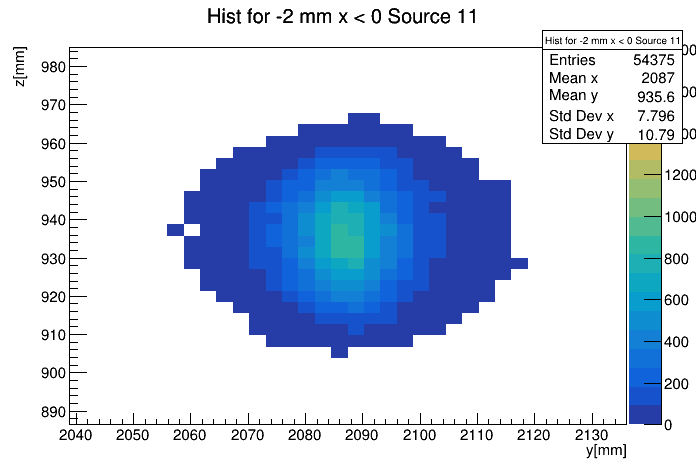 Hist for -2 mm x < 0 Source 11
Hist for -2 mm x < 0 Source 11
Entries 54375
Mean x 2087
Mean y 935.6
Std Dev x 7.796
Std Dev y 10.79
z[mm]
980
970
960
950
940
930
920
910
900
890
2040 2050 2060 2070 2080 2090 2100 2110 2120 2130
y[mm]
1200
1000
800
600
400
200
0